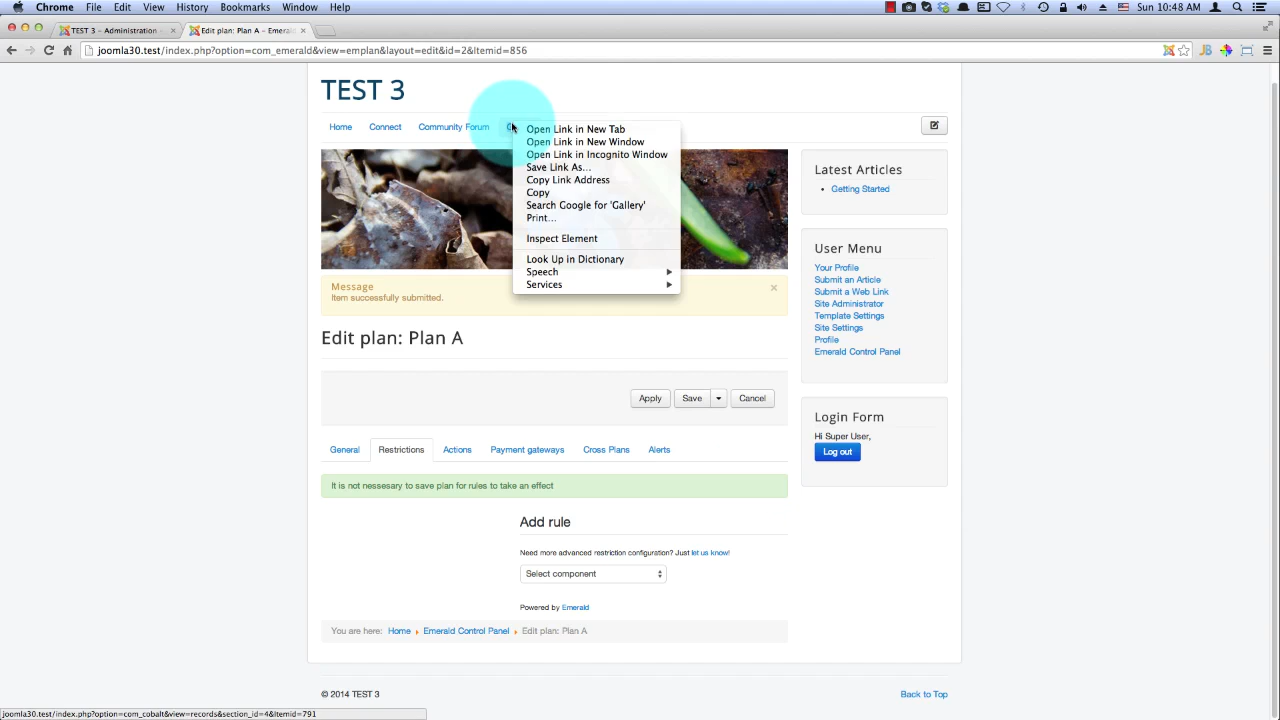 Chrome File Edit View History Bookmarks Window Help Sun 10:48 AM
TEST 3 – Administration
Edit plan: Plan A – Emerald
joomla30.test/index.php?option=com_emerald&view=emplan&layout=edit&id=2&Itemid=856
TEST 3
Home Connect Community Forum
Open Link in New Tab
Open Link in New Window
Open Link in Incognito Window
Save Link As...
Copy Link Address
Copy
Search Google for 'Gallery'
Print...
Inspect Element
Look Up in Dictionary
Speech
Services
Message
Item successfully submitted.
Edit plan: Plan A
Apply Save Cancel
General Restrictions Actions Payment gateways Cross Plans Alerts
It is not nessesary to save plan for rules to take an effect
Add rule
Need more advanced restriction configuration? Just let us know!
Select component
Powered by Emerald
You are here: Home Emerald Control Panel Edit plan: Plan A
Latest Articles
Getting Started
User Menu
Your Profile
Submit an Article
Submit a Web Link
Site Administrator
Template Settings
Site Settings
Profile
Emerald Control Panel
Login Form
Hi Super User,
Log out
© 2014 TEST 3
Back to Top
joomla30.test/index.php?option=com_cobalt&view=records&section_id=4&Itemid=791